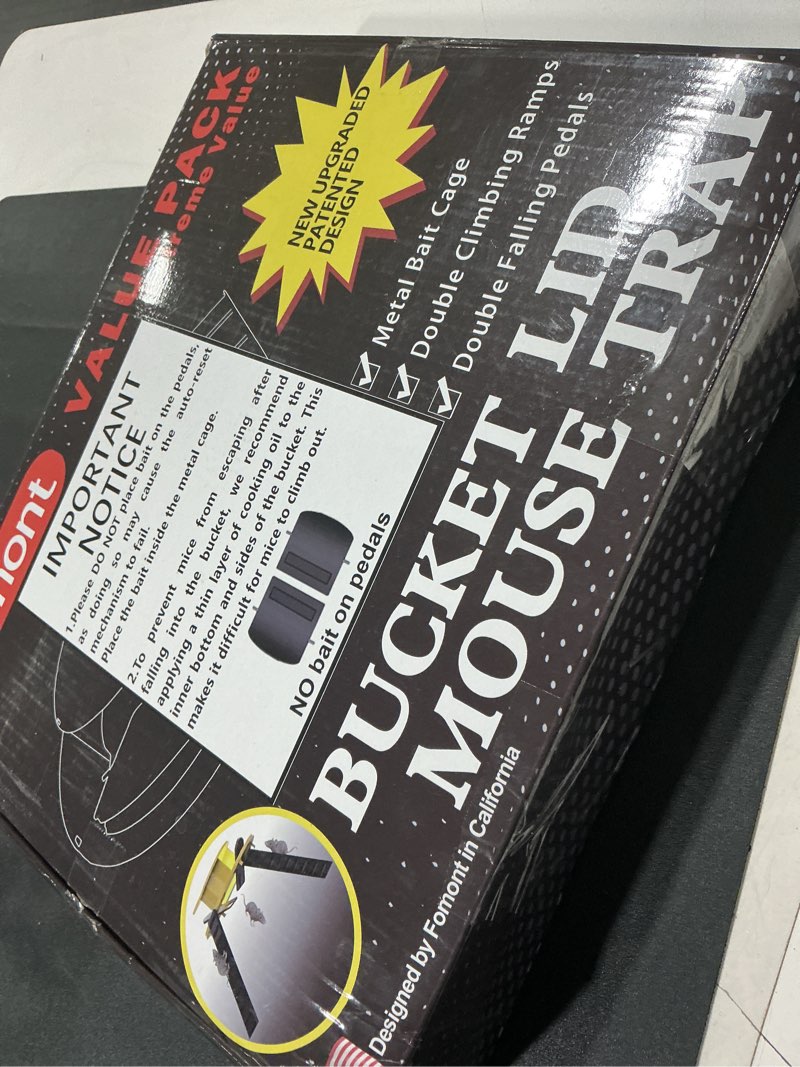 VALUE PACK
Value
NEW UPGRADED
PATENTED
DESIGN
Metal Bait Cage
Double Climbing Ramps
Double Falling Pedals
IMPORTANT
NOTICE
1.Please DO NOT place bait on the pedals,
as doing so may cause the auto-reset
mechanism to fail.
Place the bait inside the metal cage.
2.To prevent mice from escaping after
falling into the bucket, we recommend
applying a thin layer of cooking oil to the
inner bottom and sides of the bucket. This
makes it difficult for mice to climb out.
NO bait on pedals
BUCKET LID
MOUSE TRAP
Designed by Fomont in California